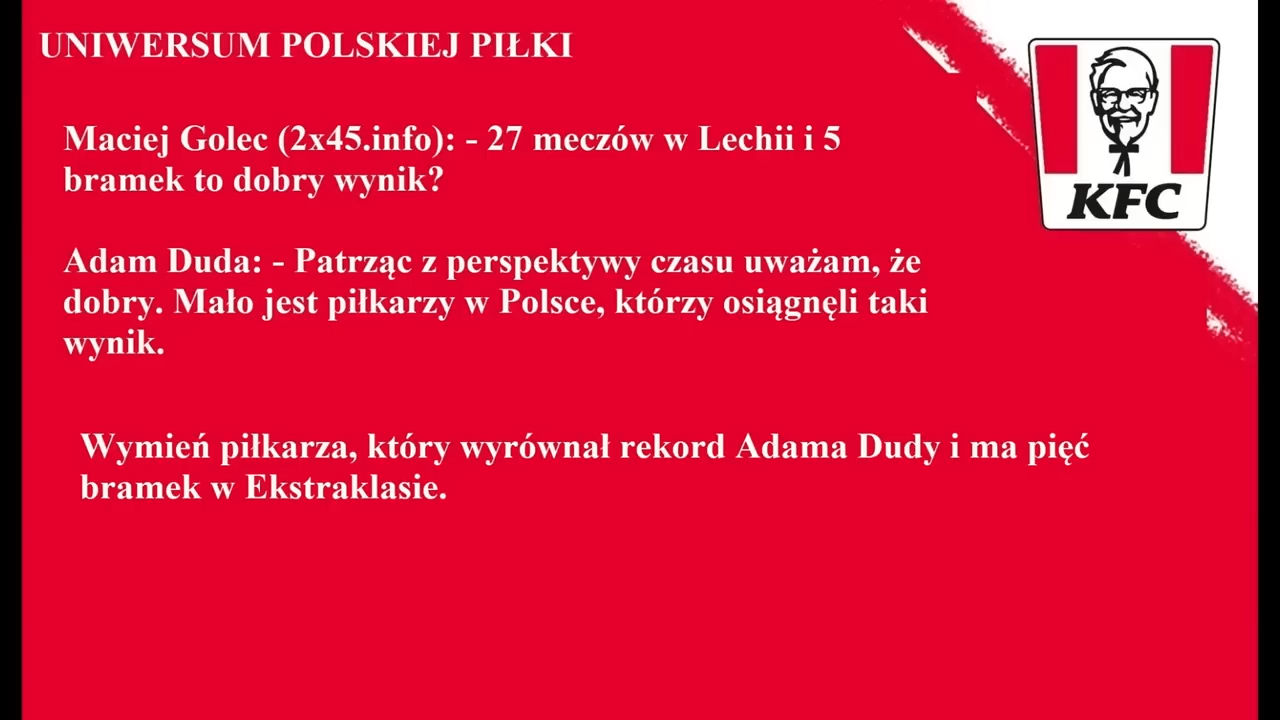 UNIWERSUM POLSKIEJ PIŁKI
Maciej Golec (2x45.info): - 27 meczów w Lechii i 5
bramek to dobry wynik?
Adam Duda: - Patrząc z perspektywy czasu uważam, że
dobry. Mało jest piłkarzy w Polsce, którzy osiągnęli taki
wynik.
Wymień piłkarza, który wyrównał rekord Adama Dudy i ma pięć
bramek w Ekstraklasie.
KFC